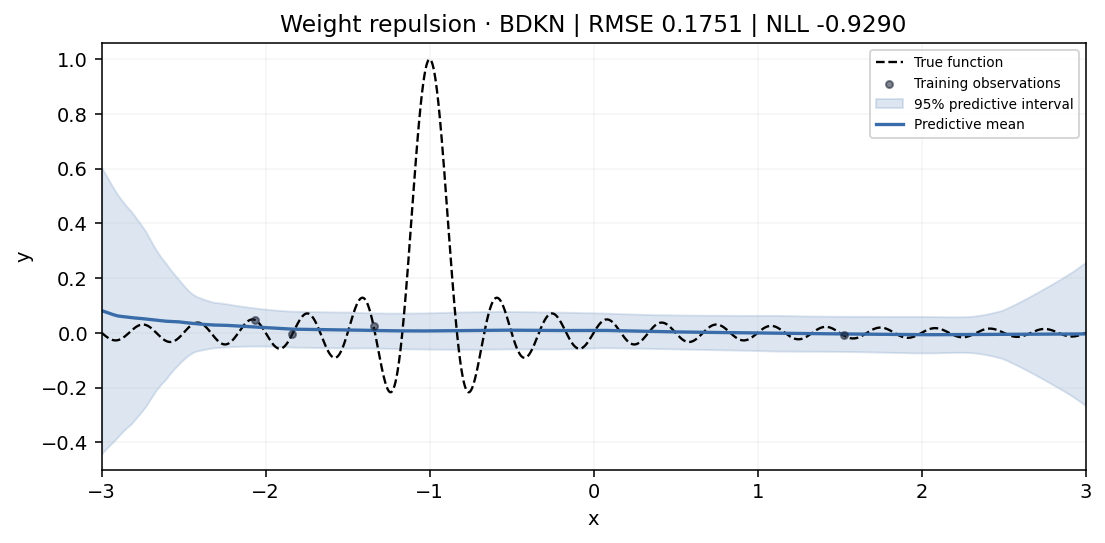 Weight repulsion · BDKN | RMSE 0.1751 | NLL -0.9290
True function
Training observations
95% predictive interval
Predictive mean
1.0
0.8
0.6
0.4
0.2
0.0
−0.2
−0.4
y
−3
−2
−1
0
1
2
3
x